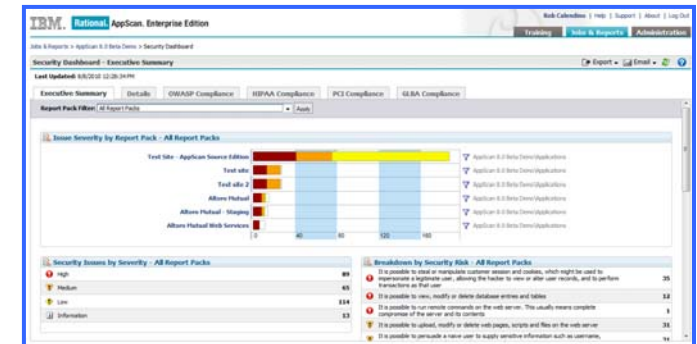 IBM. Rational. AppScan. Enterprise Edition
Rob Calendino | Help | Support | About | Log Out
Training Jobs & Reports Administration
Jobs & Reports > AppScan 8.0 Beta Demo > Security Dashboard
Security Dashboard - Executive Summary
Export Email
Last Updated: 8/8/2010 12:28:34 PM
Executive Summary Details OWASP Compliance HIPAA Compliance PCI Compliance GLBA Compliance
Report Pack Filter: All Report Packs Apply
Issue Severity by Report Pack - All Report Packs
Test Site - AppScan Source Edition AppScan 8.0 Beta Demo\Applications
Test site AppScan 8.0 Beta Demo\Applications
Test site 2 AppScan 8.0 Beta Demo\Applications
Altoro Mutual AppScan 8.0 Beta Demo\Applications
Altoro Mutual - Staging AppScan 8.0 Beta Demo\Applications
Altoro Mutual Web Services AppScan 8.0 Beta Demo\Applications
0 40 80 120 160
Security Issues by Severity - All Report Packs
High 89
Medium 65
Low 114
Information 13
Breakdown by Security Risk - All Report Packs
It is possible to steal or manipulate customer session and cookies, which might be used to
impersonate a legitimate user, allowing the hacker to view or alter user records, and to perform
transactions as that user 35
It is possible to view, modify or delete database entries and tables 12
It is possible to run remote commands on the web server. This usually means complete
compromise of the server and its contents 1
It is possible to upload, modify or delete web pages, scripts and files on the web server 31
It is possible to persuade a naive user to supply sensitive information such as username,